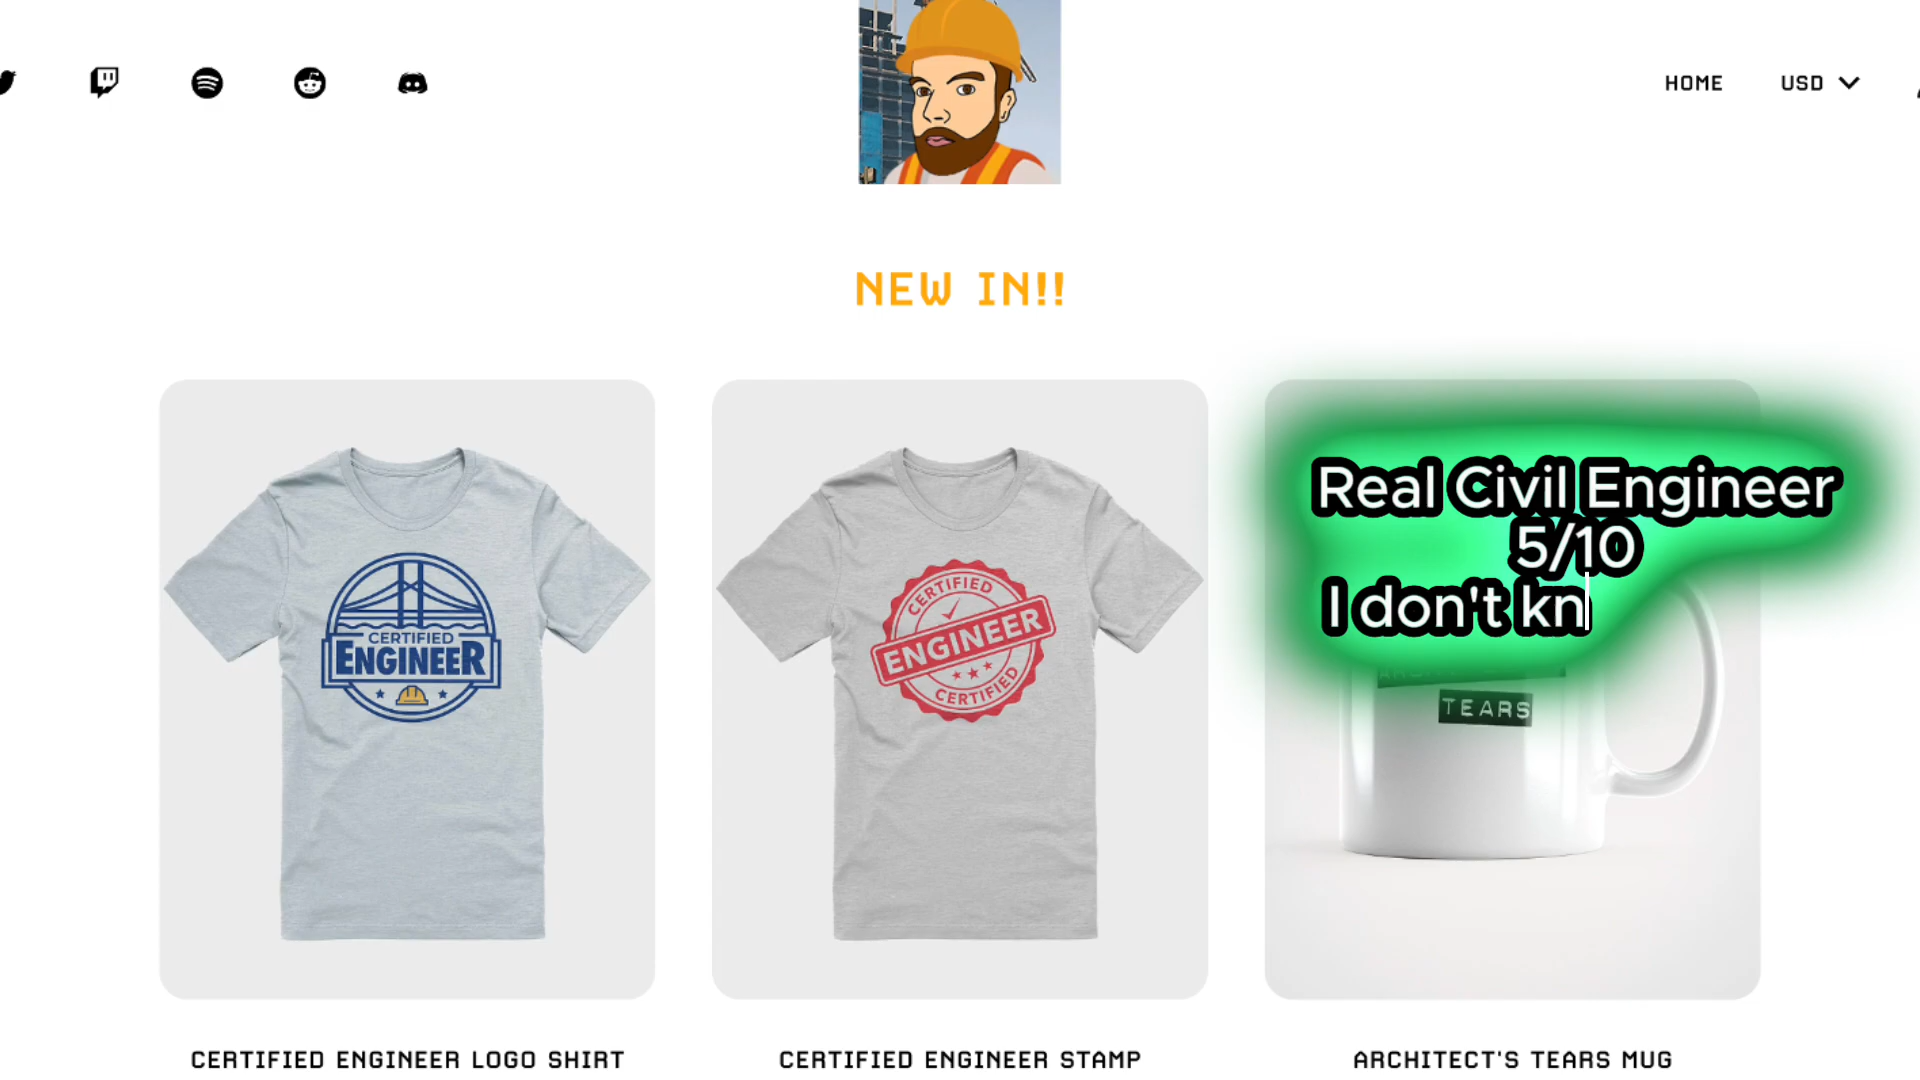 HOME
USD
NEW IN!!
CERTIFIED
ENGINEER
CERTIFIED
ENGINEER
CERTIFIED
Real Civil Engineer
5/10
I don't kn
TEARS
CERTIFIED ENGINEER LOGO SHIRT
CERTIFIED ENGINEER STAMP
ARCHITECT'S TEARS MUG